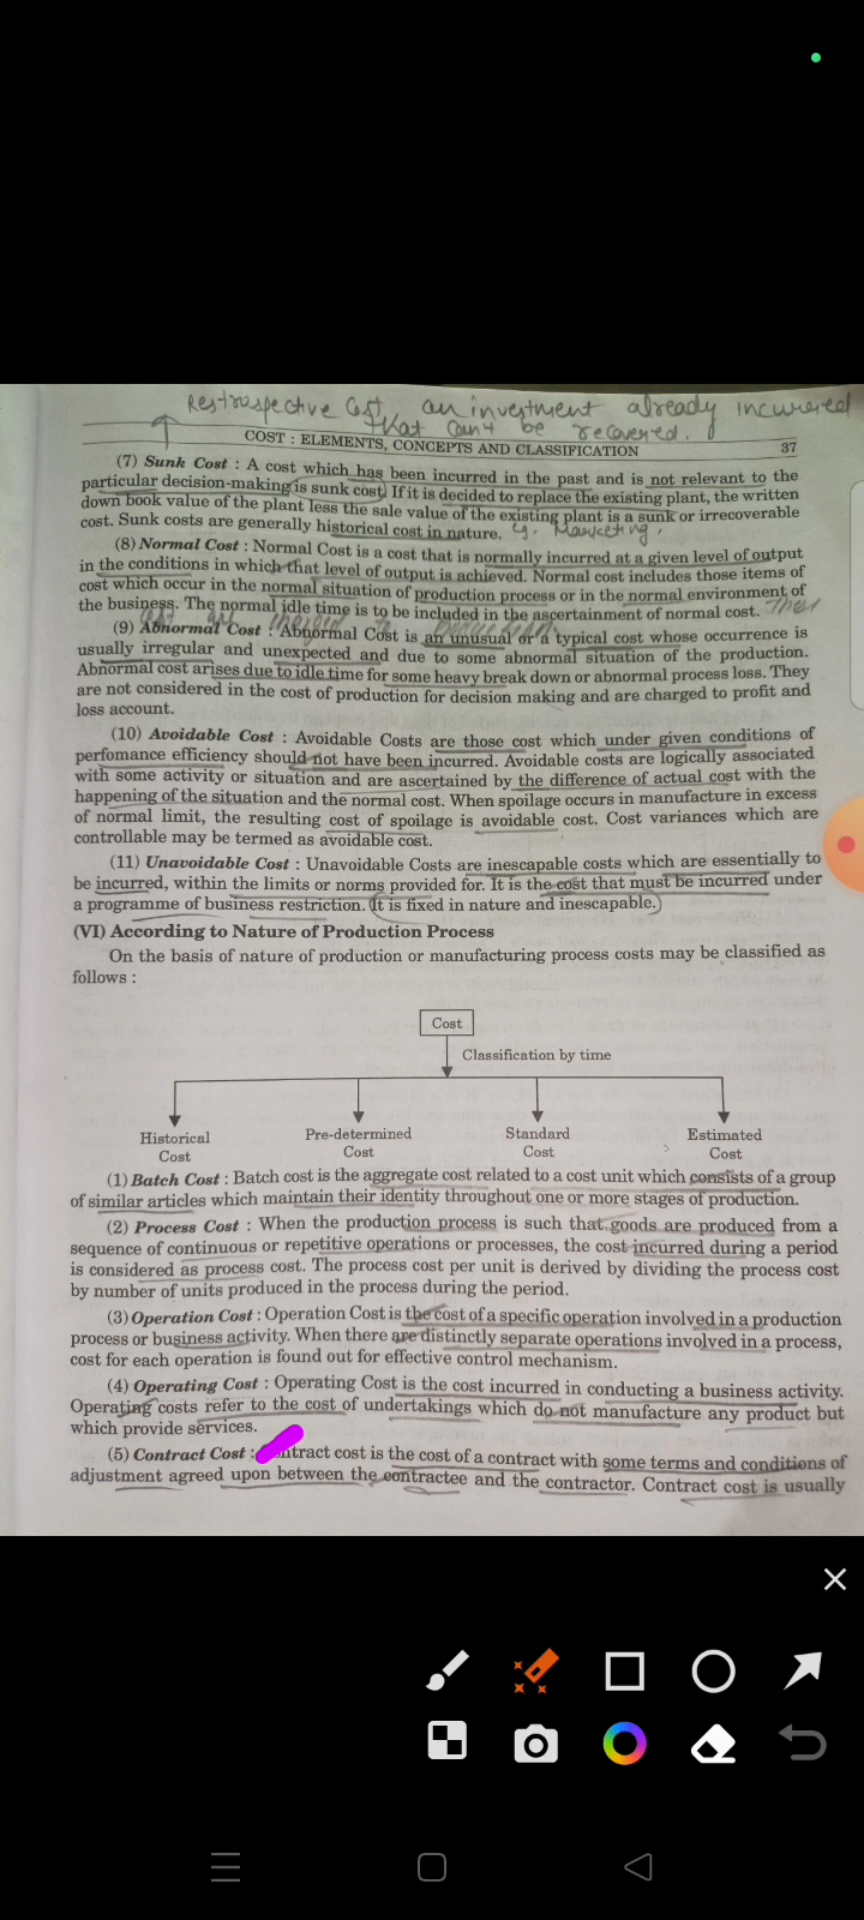 Restrospective Cost, an investment already incurered
that can't be recovered.
COST : ELEMENTS, CONCEPTS AND CLASSIFICATION 37
(7) Sunk Cost : A cost which has been incurred in the past and is not relevant to the
particular decision-making is sunk cost. If it is decided to replace the existing plant, the written
down book value of the plant less the sale value of the existing plant is a sunk or irrecoverable
cost. Sunk costs are generally historical cost in nature. eg. Marketing.
(8) Normal Cost : Normal Cost is a cost that is normally incurred at a given level of output
in the conditions in which that level of output is achieved. Normal cost includes those items of
cost which occur in the normal situation of production process or in the normal environment of
the business. The normal idle time is to be included in the ascertainment of normal cost.
(9) Abnormal Cost : Abnormal Cost is an unusual or a typical cost whose occurrence is
usually irregular and unexpected and due to some abnormal situation of the production.
Abnormal cost arises due to idle time for some heavy break down or abnormal process loss. They
are not considered in the cost of production for decision making and are charged to profit and
loss account.
(10) Avoidable Cost : Avoidable Costs are those cost which under given conditions of
perfomance efficiency should not have been incurred. Avoidable costs are logically associated
with some activity or situation and are ascertained by the difference of actual cost with the
happening of the situation and the normal cost. When spoilage occurs in manufacture in excess
of normal limit, the resulting cost of spoilage is avoidable cost. Cost variances which are
controllable may be termed as avoidable cost.
(11) Unavoidable Cost : Unavoidable Costs are inescapable costs which are essentially to
be incurred, within the limits or norms provided for. It is the cost that must be incurred under
a programme of business restriction. (It is fixed in nature and inescapable.)
(VI) According to Nature of Production Process
On the basis of nature of production or manufacturing process costs may be classified as
follows :
Cost
Classification by time
Historical Pre-determined Standard Estimated
Cost Cost Cost Cost
(1) Batch Cost : Batch cost is the aggregate cost related to a cost unit which consists of a group
of similar articles which maintain their identity throughout one or more stages of production.
(2) Process Cost : When the production process is such that goods are produced from a
sequence of continuous or repetitive operations or processes, the cost incurred during a period
is considered as process cost. The process cost per unit is derived by dividing the process cost
by number of units produced in the process during the period.
(3) Operation Cost : Operation Cost is the cost of a specific operation involved in a production
process or business activity. When there are distinctly separate operations involved in a process,
cost for each operation is found out for effective control mechanism.
(4) Operating Cost : Operating Cost is the cost incurred in conducting a business activity.
Operating costs refer to the cost of undertakings which do not manufacture any product but
which provide services.
(5) Contract Cost : Contract cost is the cost of a contract with some terms and conditions of
adjustment agreed upon between the contractee and the contractor. Contract cost is usually